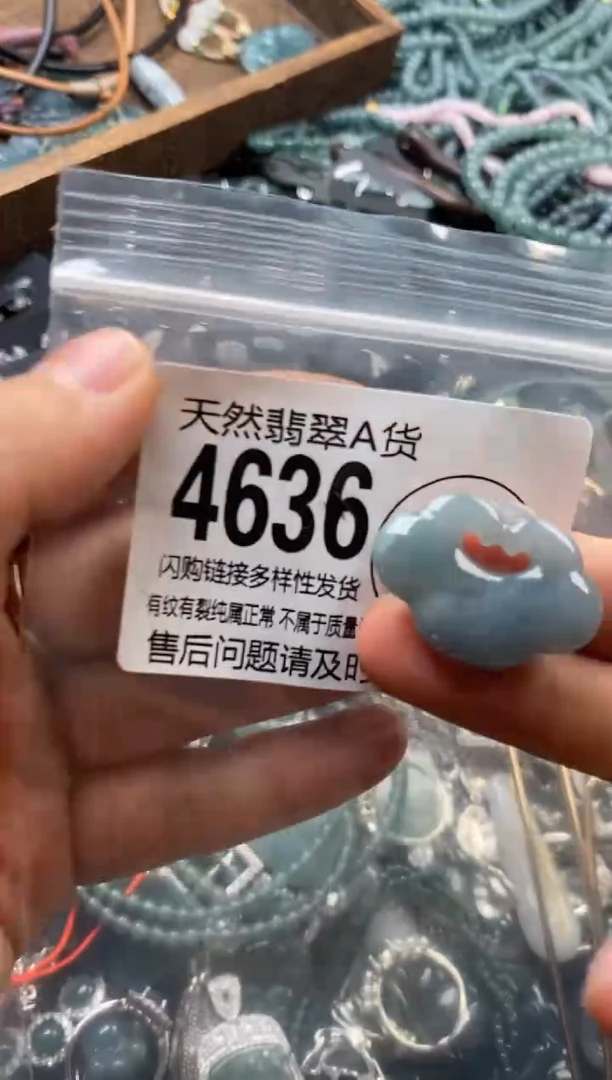 天然翡翠A货
4636
闪购链接多样性发货
有纹有裂纯属正常 不属于质量
售后问题请及时